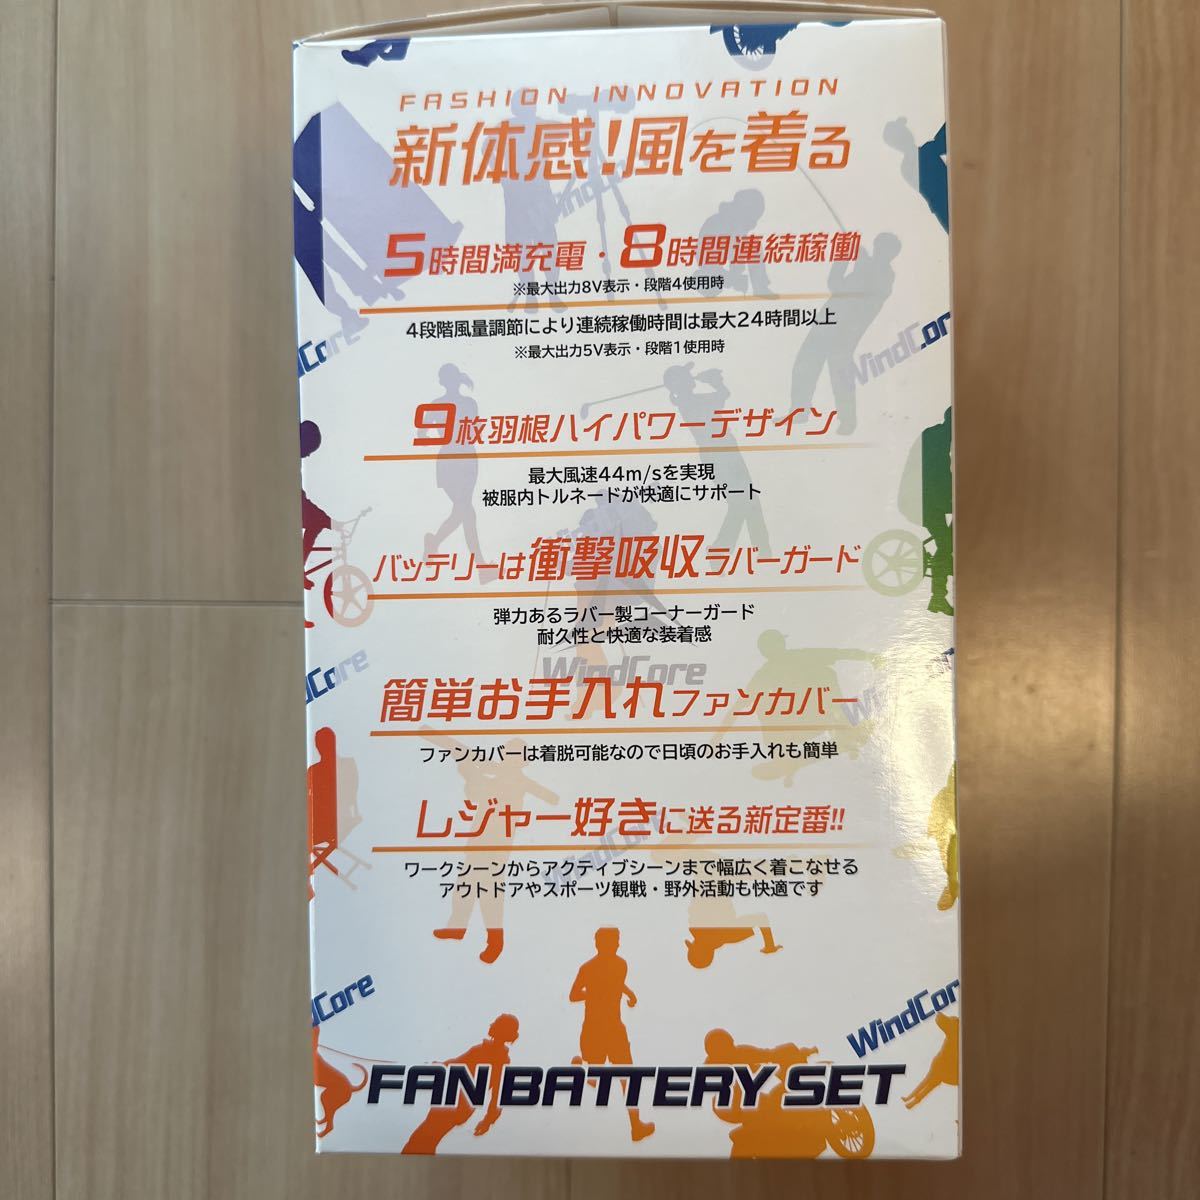 FASHION INNOVATION
新体感！風を着る
5時間満充電・8時間連続稼働
※最大出力8V表示・段階4使用時
4段階風量調節により連続稼働時間は最大24時間以上
※最大出力5V表示・段階1使用時
9枚羽根ハイパワーデザイン
最大風速44m/sを実現
被服内トルネードが快適にサポート
バッテリーは衝撃吸収ラバーガード
弾力あるラバー製コーナーガード
耐久性と快適な装着感
WindCore
簡単お手入れファンカバー
ファンカバーは着脱可能なので日頃のお手入れも簡単
レジャー好きに送る新定番!!
ワークシーンからアクティブシーンまで幅広く着こなせる
アウトドアやスポーツ観戦・野外活動も快適です
WindCore
FAN BATTERY SET